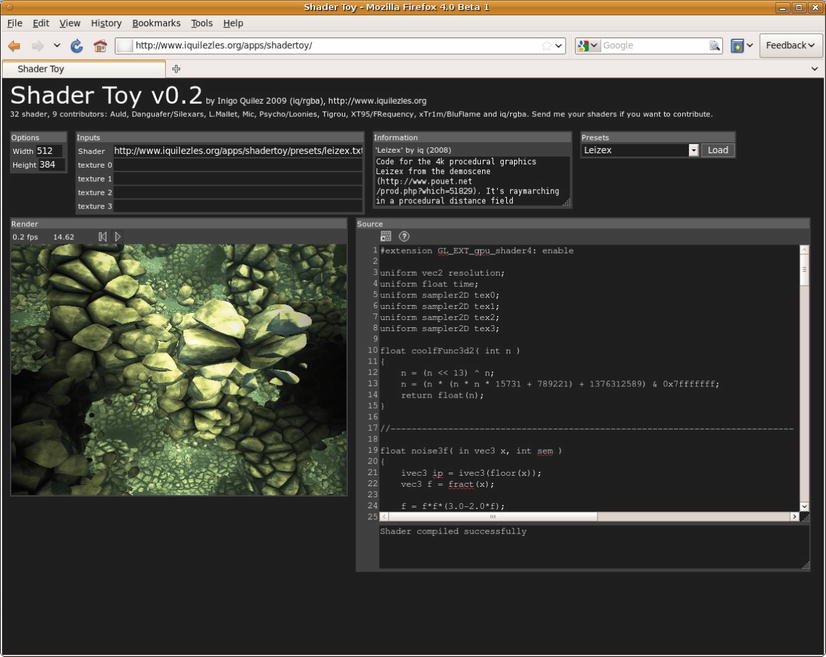 Shader Toy - Mozilla Firefox 4.0 Beta 1
File Edit View History Bookmarks Tools Help
http://www.iquilezles.org/apps/shadertoy/
Google
Feedback
Shader Toy
Shader Toy v0.2 by Inigo Quilez 2009 (iq/rgba), http://www.iquilezles.org
32 shader, 9 contributors: Auld, Danguafer/Silexars, L.Mallet, Mic, Psycho/Loonies, Tigrou, XT95/FRequency, xTr1m/BluFlame and iq/rgba. Send me your shaders if you want to contribute.
Options
Width 512
Height 384
Inputs
Shader http://www.iquilezles.org/apps/shadertoy/presets/leizex.txt
texture 0
texture 1
texture 2
texture 3
Information
'Leizex' by iq (2008)
Code for the 4k procedural graphics
Leizex from the demoscene
(http://www.pouet.net
/prod.php?which=51829). It's raymarching
in a procedural distance field
Presets
Leizex
Load
Render
0.2 fps 14.62
Source
1 #extension GL_EXT_gpu_shader4: enable
2
3 uniform vec2 resolution;
4 uniform float time;
5 uniform sampler2D tex0;
6 uniform sampler2D tex1;
7 uniform sampler2D tex2;
8 uniform sampler2D tex3;
9
10 float coolfFunc3d2( int n )
11 {
12 n = (n << 13) ^ n;
13 n = (n * (n * n * 15731 + 789221) + 1376312589) & 0x7fffffff;
14 return float(n);
15 }
16
17 //----------------------------------------------------------------------------
18
19 float noise3f( in vec3 x, int sem )
20 {
21 ivec3 ip = ivec3(floor(x));
22 vec3 f = fract(x);
23
24 f = f*f*(3.0-2.0*f);
25
Shader compiled successfully